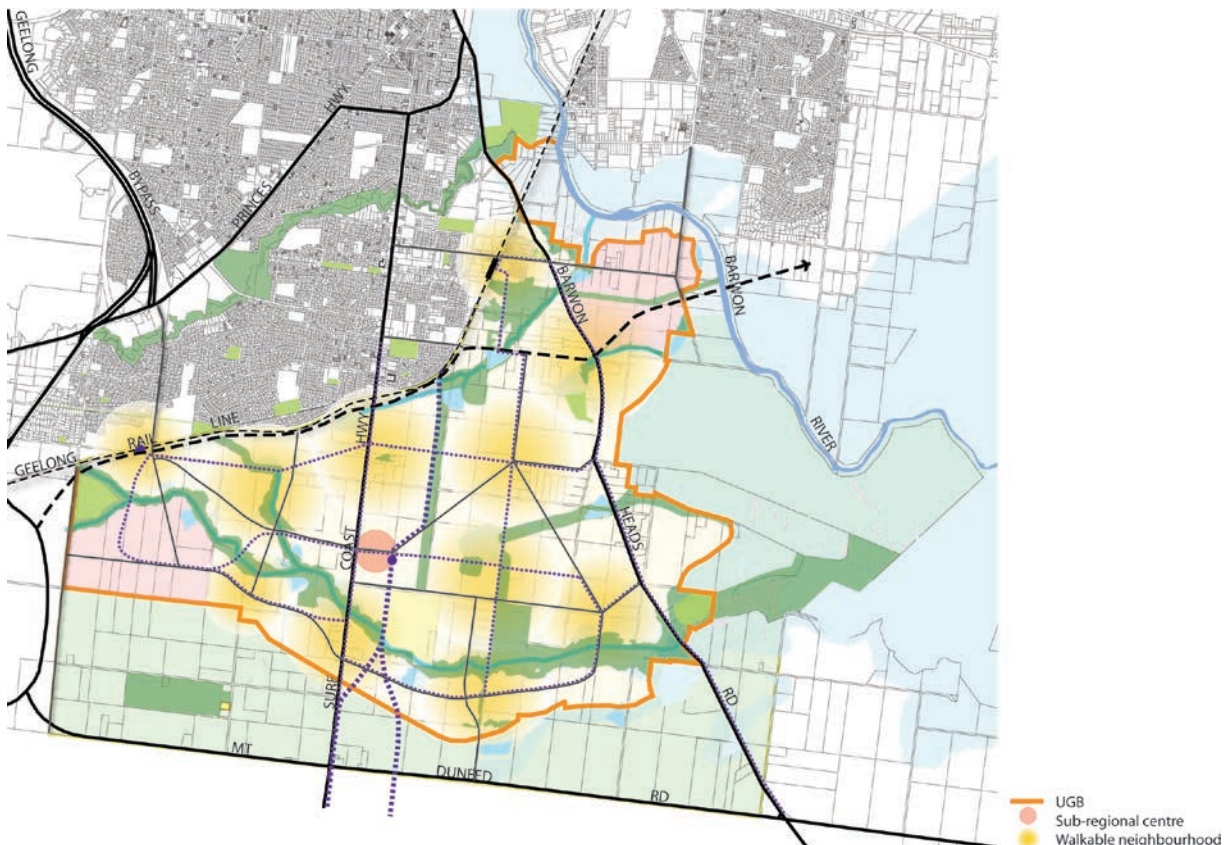 GEELONG
BYPASS
PRINCES
HWY
BARWON
BARWON
RIVER
GEELONG
RAIL
LINE
HWY
COAST
SURF
HEADS
RD
MT
DUNEED
RD
UGB
Sub-regional centre
Walkable neighbourhood